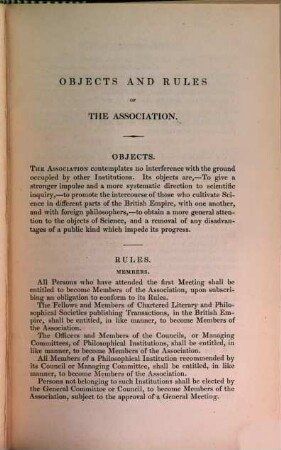 OBJECTS AND RULES
OF
THE ASSOCIATION.
OBJECTS.
THE ASSOCIATION contemplates no interference with the ground
occupied by other Institutions. Its objects are,—To give a
stronger impulse and a more systematic direction to scientific
inquiry,—to promote the intercourse of those who cultivate Sci-
ence in different parts of the British Empire, with one another,
and with foreign philosophers,—to obtain a more general atten-
tion to the objects of Science, and a removal of any disadvan-
tages of a public kind which impede its progress.
RULES.
MEMBERS.
All Persons who have attended the first Meeting shall be
entitled to become Members of the Association, upon subscrib-
ing an obligation to conform to its Rules.
The Fellows and Members of Chartered Literary and Philo-
sophical Societies publishing Transactions, in the British Em-
pire, shall be entitled, in like manner, to become Members of
the Association.
The Officers and Members of the Councils, or Managing
Committees, of Philosophical Institutions, shall be entitled, in
like manner, to become Members of the Association.
All Members of a Philosophical Institution recommended by
its Council or Managing Committee, shall be entitled, in like
manner, to become Members of the Association.
Persons not belonging to such Institutions shall be elected by
the General Committee or Council, to become Members of the
Association, subject to the approval of a General Meeting.